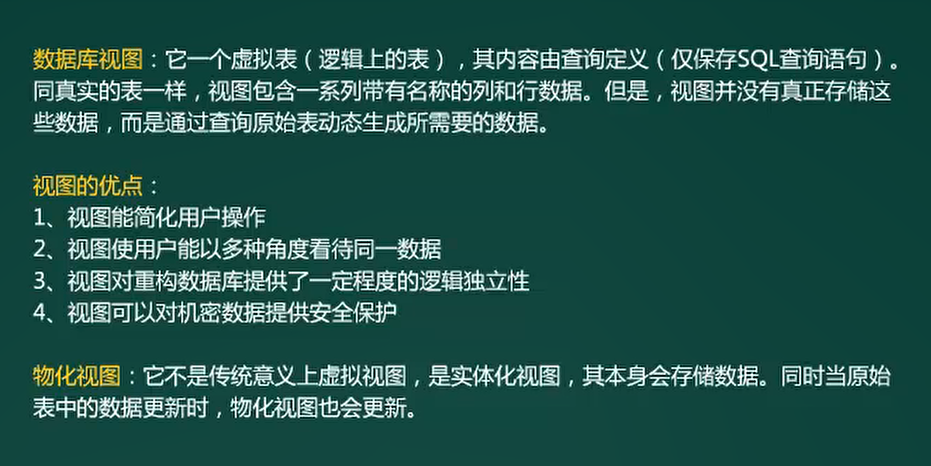 数据库视图：它一个虚拟表（逻辑上的表），其内容由查询定义（仅保存SQL查询语句）。
同真实的表一样，视图包含一系列带有名称的列和行数据。但是，视图并没有真正存储这
些数据，而是通过查询原始表动态生成所需要的数据。
视图的优点：
1、视图能简化用户操作
2、视图使用户能以多种角度看待同一数据
3、视图对重构数据库提供了一定程度的逻辑独立性
4、视图可以对机密数据提供安全保护
物化视图：它不是传统意义上虚拟视图，是实体化视图，其本身会存储数据。同时当原始
表中的数据更新时，物化视图也会更新。